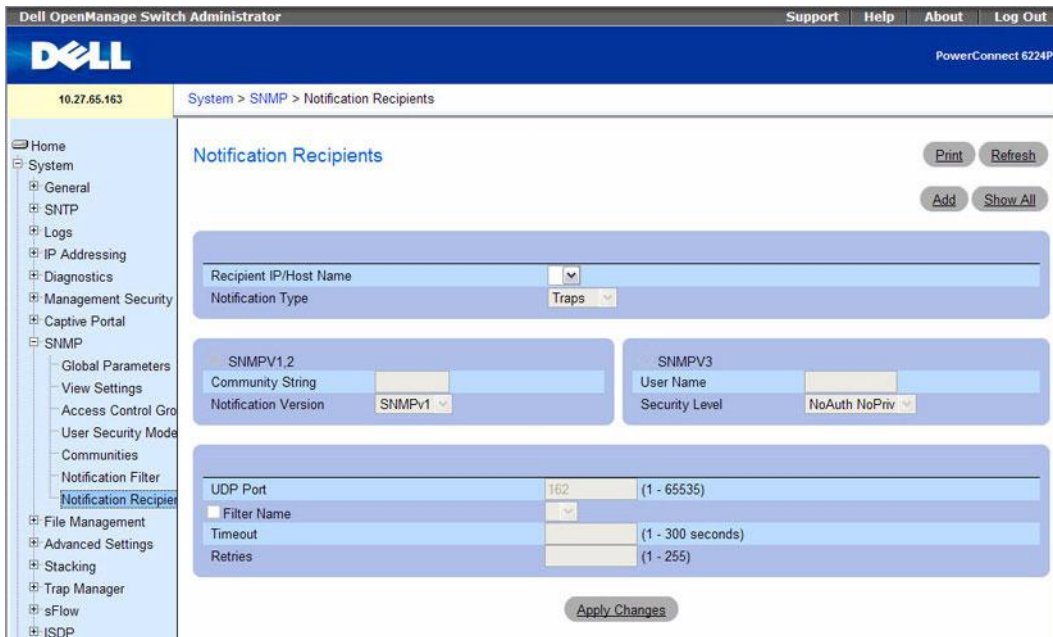 Dell OpenManage Switch Administrator
Support Help About Log Out
DELL
PowerConnect 6224P
10.27.65.163
System > SNMP > Notification Recipients
Home
System
General
SNTP
Logs
IP Addressing
Diagnostics
Management Security
Captive Portal
SNMP
Global Parameters
View Settings
Access Control Gro
User Security Mode
Communities
Notification Filter
Notification Recipier
File Management
Advanced Settings
Stacking
Trap Manager
sFlow
ISDP
Notification Recipients
Print Refresh
Add Show All
Recipient IP/Host Name
Notification Type Traps
SNMPV1,2
Community String
Notification Version SNMPv1
SNMPV3
User Name
Security Level NoAuth NoPriv
UDP Port 162 (1 - 65535)
Filter Name
Timeout (1 - 300 seconds)
Retries (1 - 255)
Apply Changes